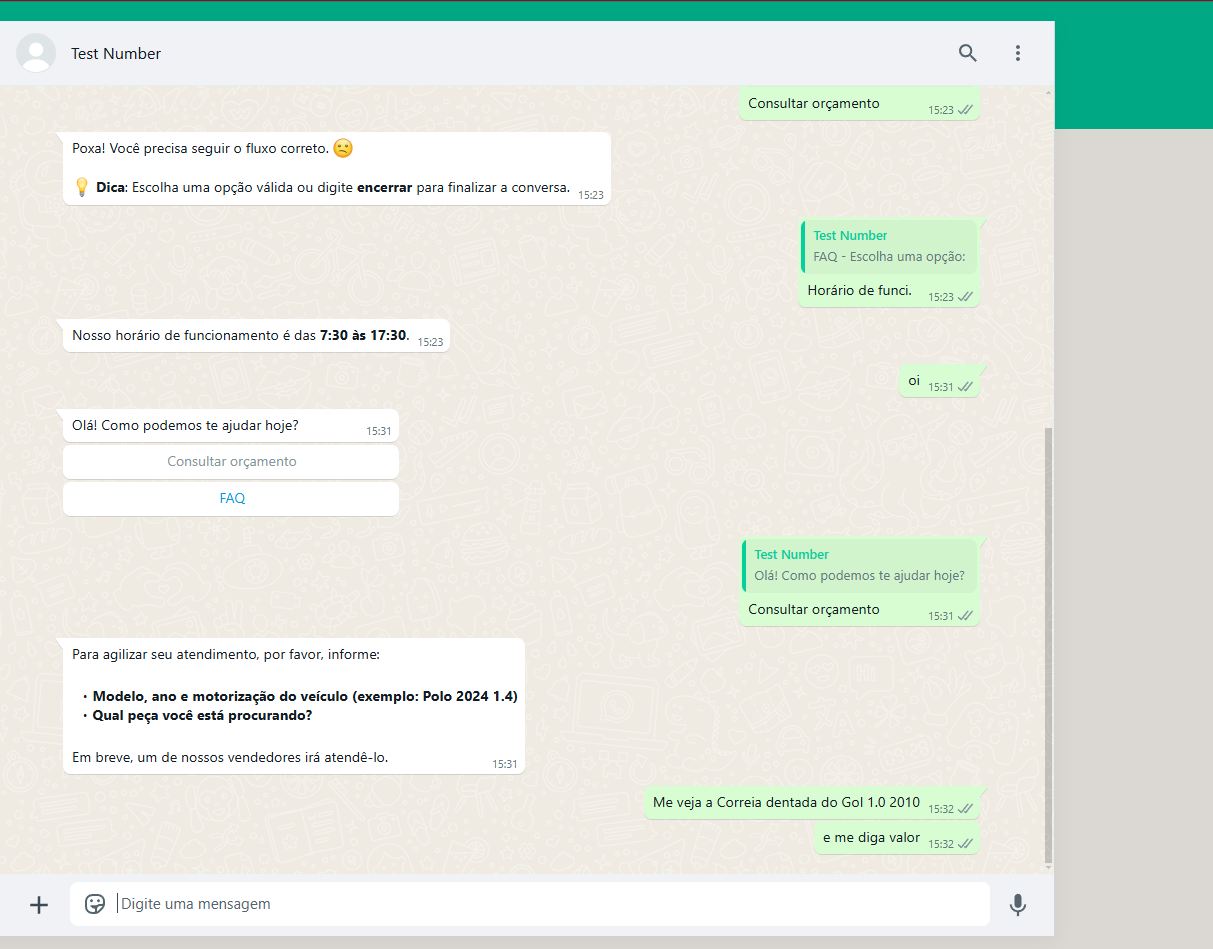 Test Number
Consultar orçamento
15:23
Poxa! Você precisa seguir o fluxo correto. 😕
💡 Dica: Escolha uma opção válida ou digite encerrar para finalizar a conversa.
15:23
Test Number
FAQ - Escolha uma opção:
Horário de funci.
15:23
Nosso horário de funcionamento é das 7:30 às 17:30.
15:23
oi
15:31
Olá! Como podemos te ajudar hoje?
15:31
Consultar orçamento
FAQ
Test Number
Olá! Como podemos te ajudar hoje?
Consultar orçamento
15:31
Para agilizar seu atendimento, por favor, informe:
• Modelo, ano e motorização do veículo (exemplo: Polo 2024 1.4)
• Qual peça você está procurando?
Em breve, um de nossos vendedores irá atendê-lo.
15:31
Me veja a Correia dentada do Gol 1.0 2010
15:32
e me diga valor
15:32
Digite uma mensagem